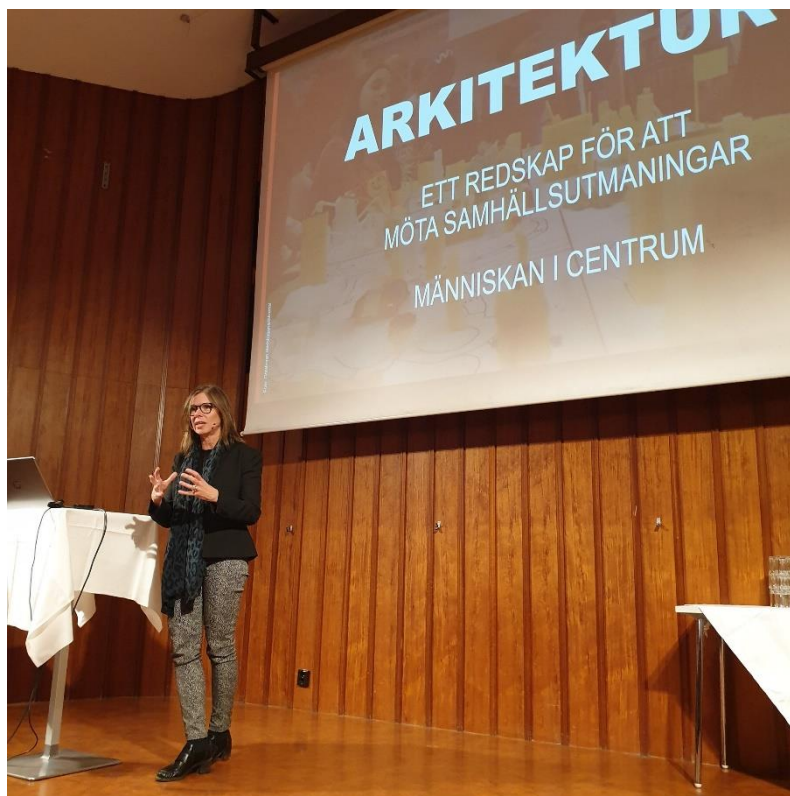 ARKITEKTUR
ETT REDSKAP FÖR ATT
MÖTA SAMHÄLLSUTMANINGAR
MÄNNISKAN I CENTRUM